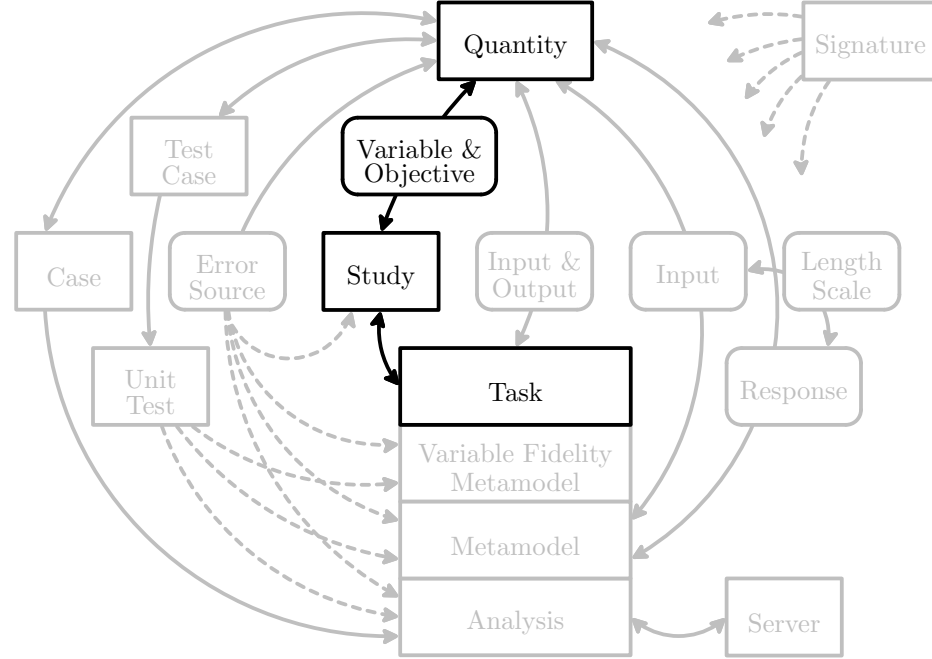 Quantity
Signature
Variable &
Objective
Test
Case
Case
Error
Source
Study
Input &
Output
Input
Length
Scale
Unit
Test
Task
Response
Variable Fidelity
Metamodel
Metamodel
Analysis
Server